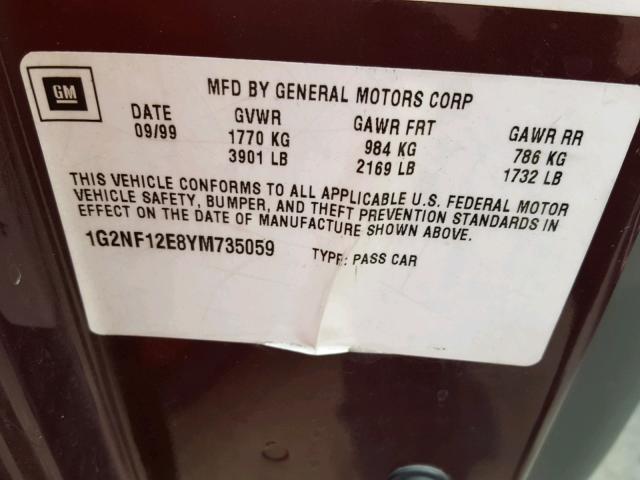 GM
MFD BY GENERAL MOTORS CORP
DATE GVWR GAWR FRT GAWR RR
09/99 1770 KG 984 KG 786 KG
3901 LB 2169 LB 1732 LB
THIS VEHICLE CONFORMS TO ALL APPLICABLE U.S. FEDERAL MOTOR
VEHICLE SAFETY, BUMPER, AND THEFT PREVENTION STANDARDS IN
EFFECT ON THE DATE OF MANUFACTURE SHOWN ABOVE.
1G2NF12E8YM735059 TYPE: PASS CAR